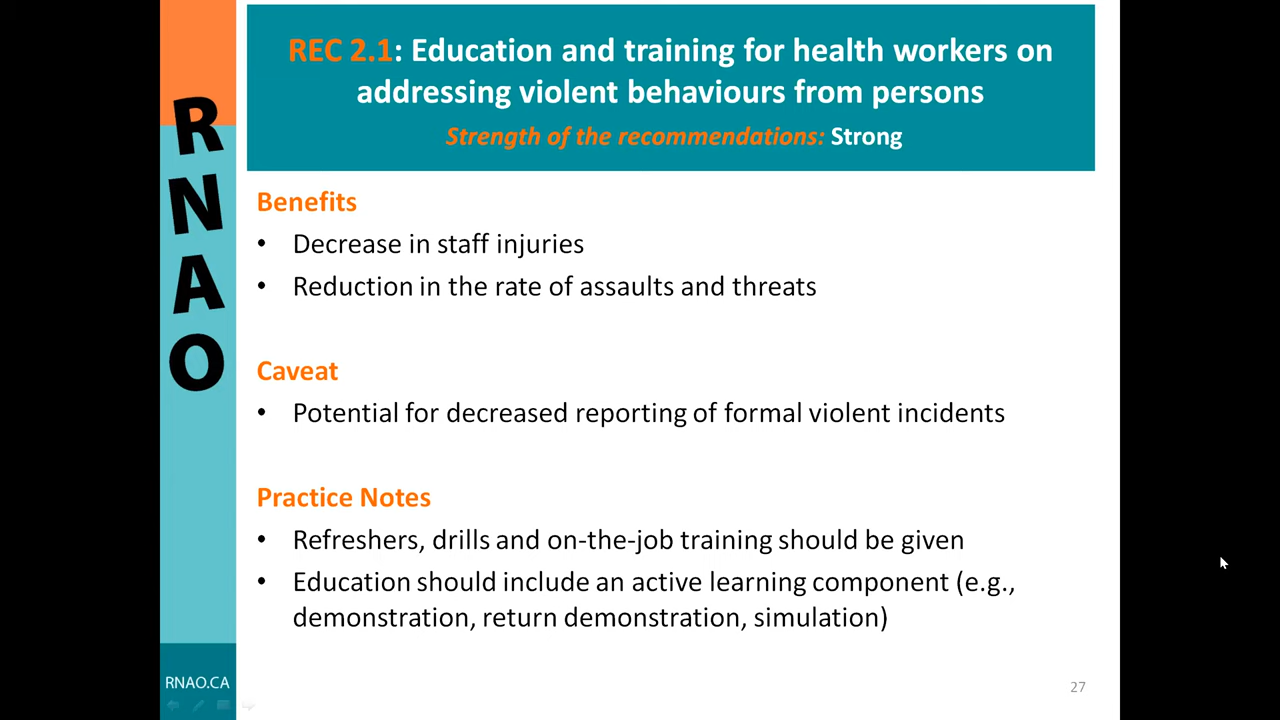 RNAO
REC 2.1: Education and training for health workers on
addressing violent behaviours from persons
Strength of the recommendations: Strong
Benefits
• Decrease in staff injuries
• Reduction in the rate of assaults and threats
Caveat
• Potential for decreased reporting of formal violent incidents
Practice Notes
• Refreshers, drills and on-the-job training should be given
• Education should include an active learning component (e.g.,
demonstration, return demonstration, simulation)
RNAO.CA
27